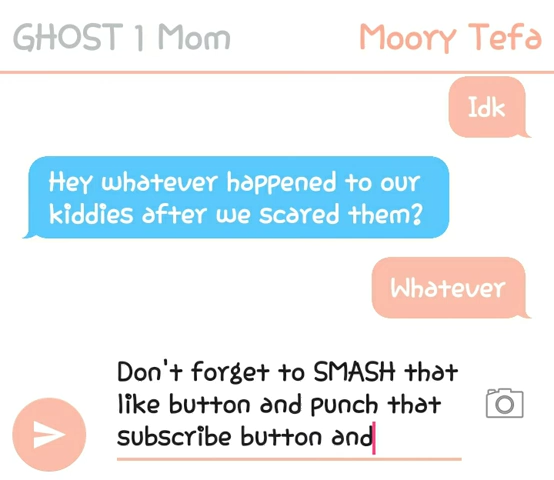 GHOST 1 Mom Moory Tefa
Idk
Hey whatever happened to our
kiddies after we scared them?
Whatever
Don't forget to SMASH that
like button and punch that
subscribe button and